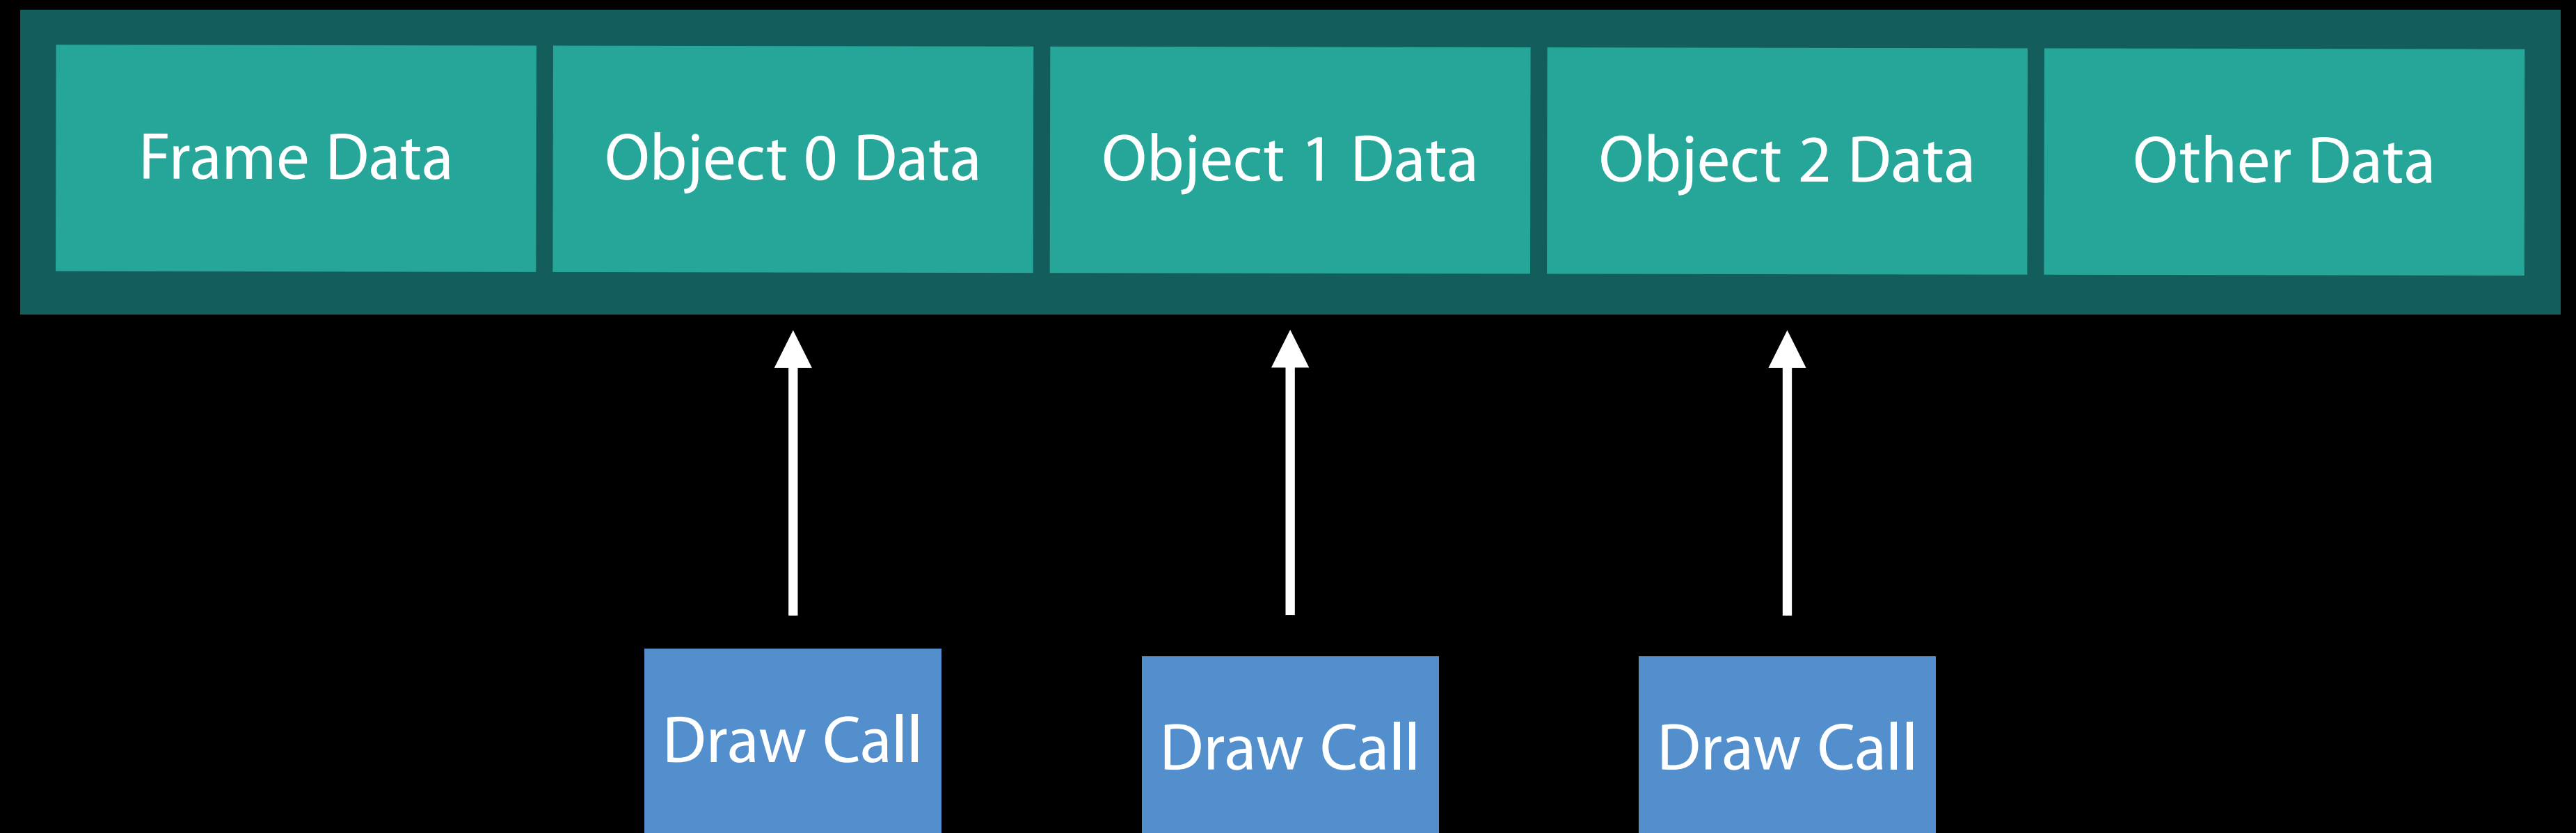 Frame Data
Object 0 Data
Object 1 Data
Object 2 Data
Other Data
Draw Call
Draw Call
Draw Call